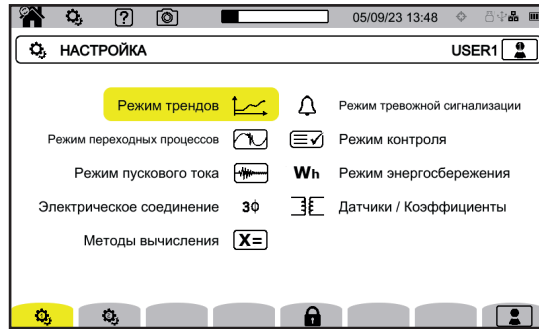 05/09/23 13:48
НАСТРОЙКА USER1
Режим трендов Режим тревожной сигнализации
Режим переходных процессов Режим контроля
Режим пускового тока Wh Режим энергосбережения
Электрическое соединение 3ϕ Датчики / Коэффициенты
Методы вычисления X=